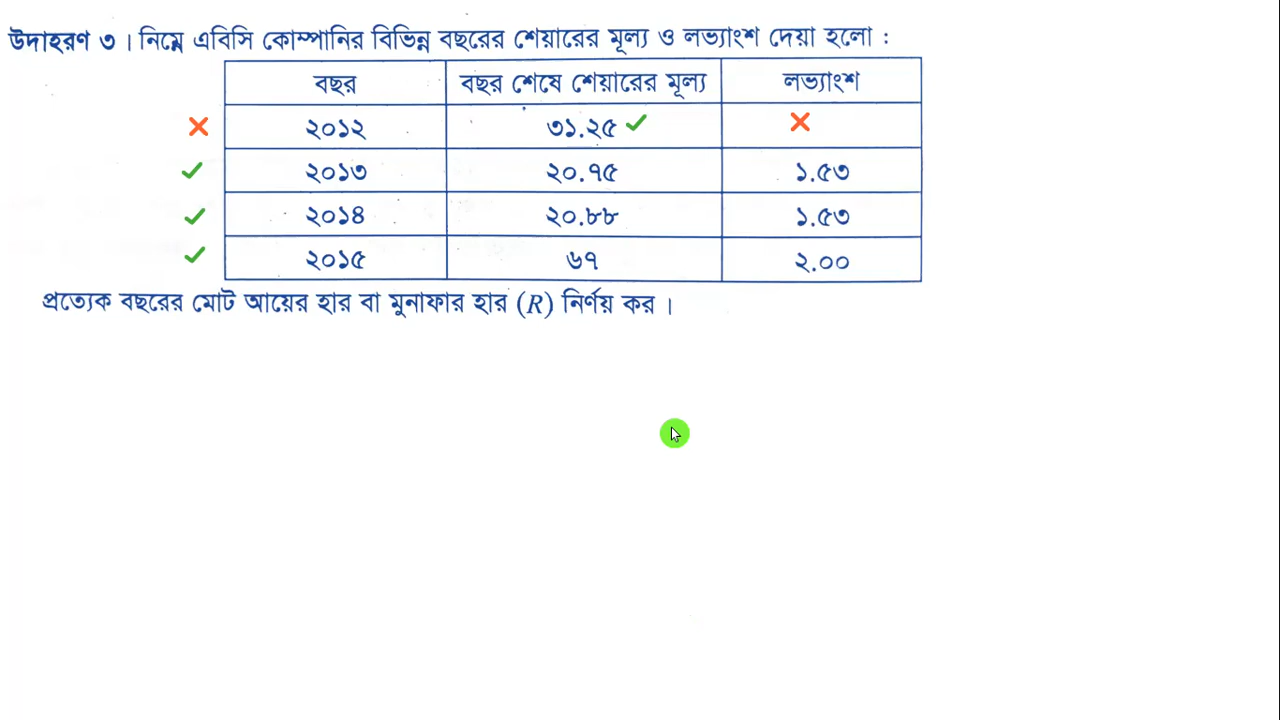 উদাহরণ ৩। নিম্নে এবিসি কোম্পানির বিভিন্ন বছরের শেয়ারের মূল্য ও লভ্যাংশ দেয়া হলো :
বছর বছর শেষে শেয়ারের মূল্য লভ্যাংশ
২০১২ ৩১.২৫
২০১৩ ২০.৭৫ ১.৫৩
২০১৪ ২০.৮৮ ১.৫৩
২০১৫ ৬৭ ২.০০
প্রত্যেক বছরের মোট আয়ের হার বা মুনাফার হার (R) নির্ণয় কর।